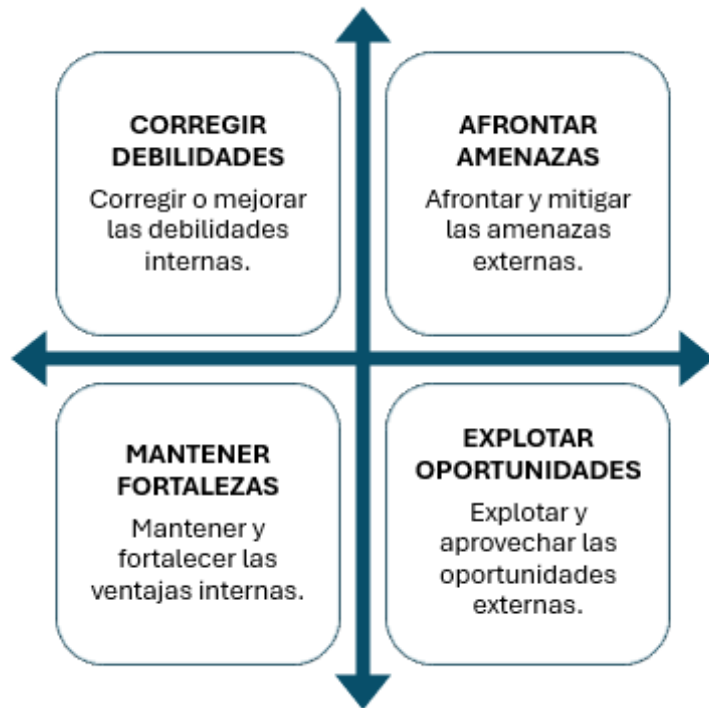 CORREGIR
DEBILIDADES
Corregir o mejorar
las debilidades
internas.
AFRONTAR
AMENAZAS
Afrontar y mitigar
las amenazas
externas.
MANTENER
FORTALEZAS
Mantener y
fortalecer las
ventajas internas.
EXPLOTAR
OPORTUNIDADES
Explotar y
aprovechar las
oportunidades
externas.